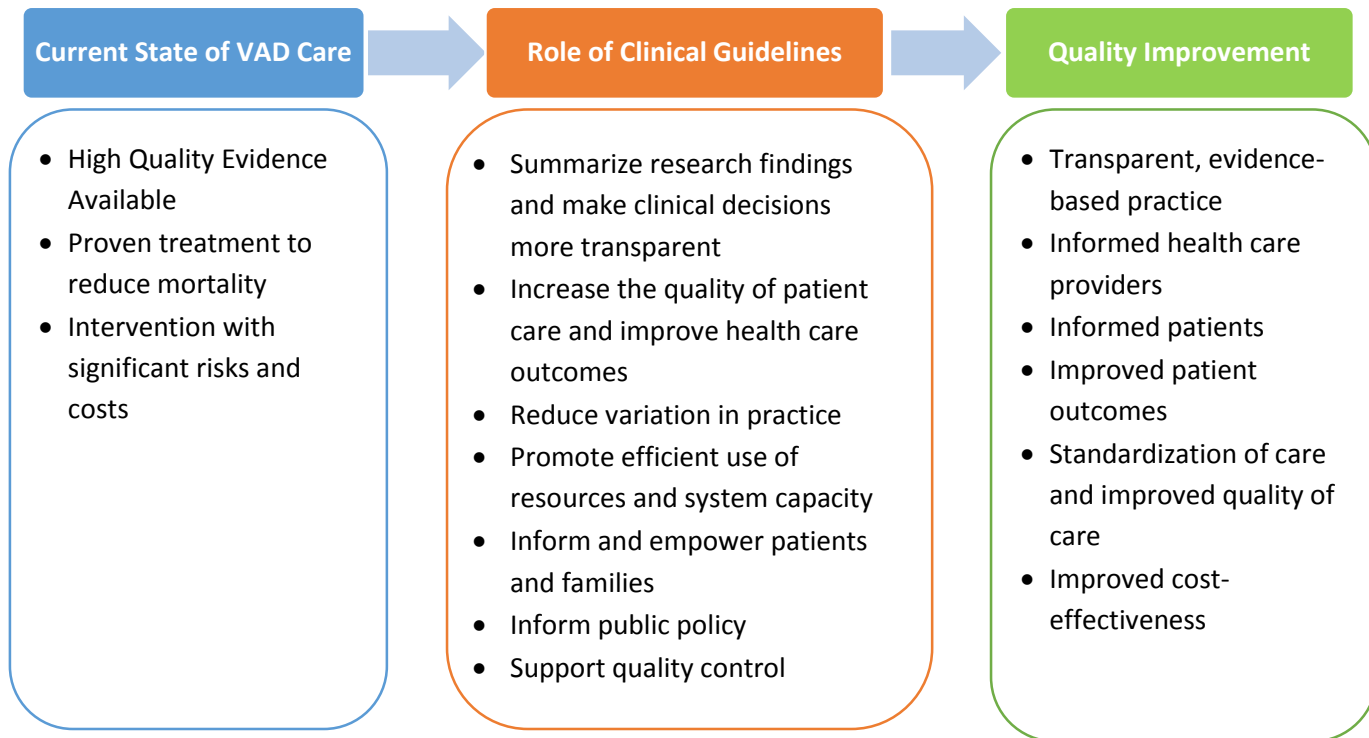 Current State of VAD Care
Role of Clinical Guidelines
Quality Improvement
• High Quality Evidence
Available
• Proven treatment to
reduce mortality
• Intervention with
significant risks and
costs
• Summarize research findings
and make clinical decisions
more transparent
• Increase the quality of patient
care and improve health care
outcomes
• Reduce variation in practice
• Promote efficient use of
resources and system capacity
• Inform and empower patients
and families
• Inform public policy
• Support quality control
• Transparent, evidence-
based practice
• Informed health care
providers
• Informed patients
• Improved patient
outcomes
• Standardization of care
and improved quality of
care
• Improved cost-
effectiveness